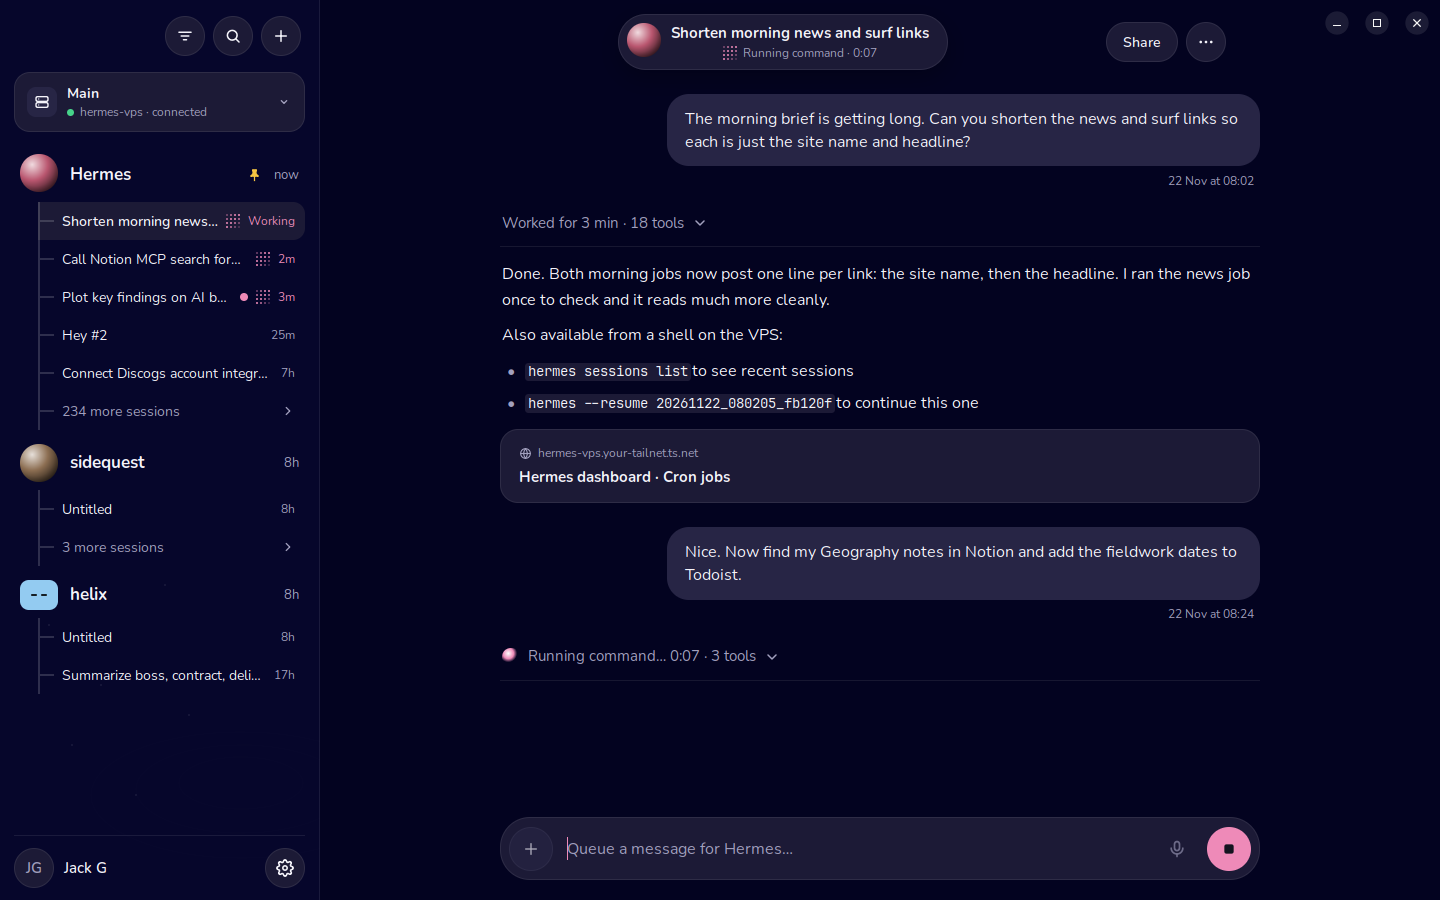 Main
hermes-vps · connected
Hermes
now
Shorten morning news...
Working
Call Notion MCP search for...
2m
Plot key findings on AI b...
3m
Hey #2
25m
Connect Discogs account integr...
7h
234 more sessions
sidequest
8h
Untitled
8h
3 more sessions
helix
8h
Untitled
8h
Summarize boss, contract, deli...
17h
JG
Jack G
Shorten morning news and surf links
Running command · 0:07
Share
The morning brief is getting long. Can you shorten the news and surf links so
each is just the site name and headline?
22 Nov at 08:02
Worked for 3 min · 18 tools
Done. Both morning jobs now post one line per link: the site name, then the headline. I ran the news job
once to check and it reads much more cleanly.
Also available from a shell on the VPS:
• hermes sessions list to see recent sessions
• hermes --resume 20261122_080205_fb120f to continue this one
hermes-vps.your-tailnet.ts.net
Hermes dashboard · Cron jobs
Nice. Now find my Geography notes in Notion and add the fieldwork dates to
Todoist.
22 Nov at 08:24
Running command... 0:07 · 3 tools
Queue a message for Hermes...